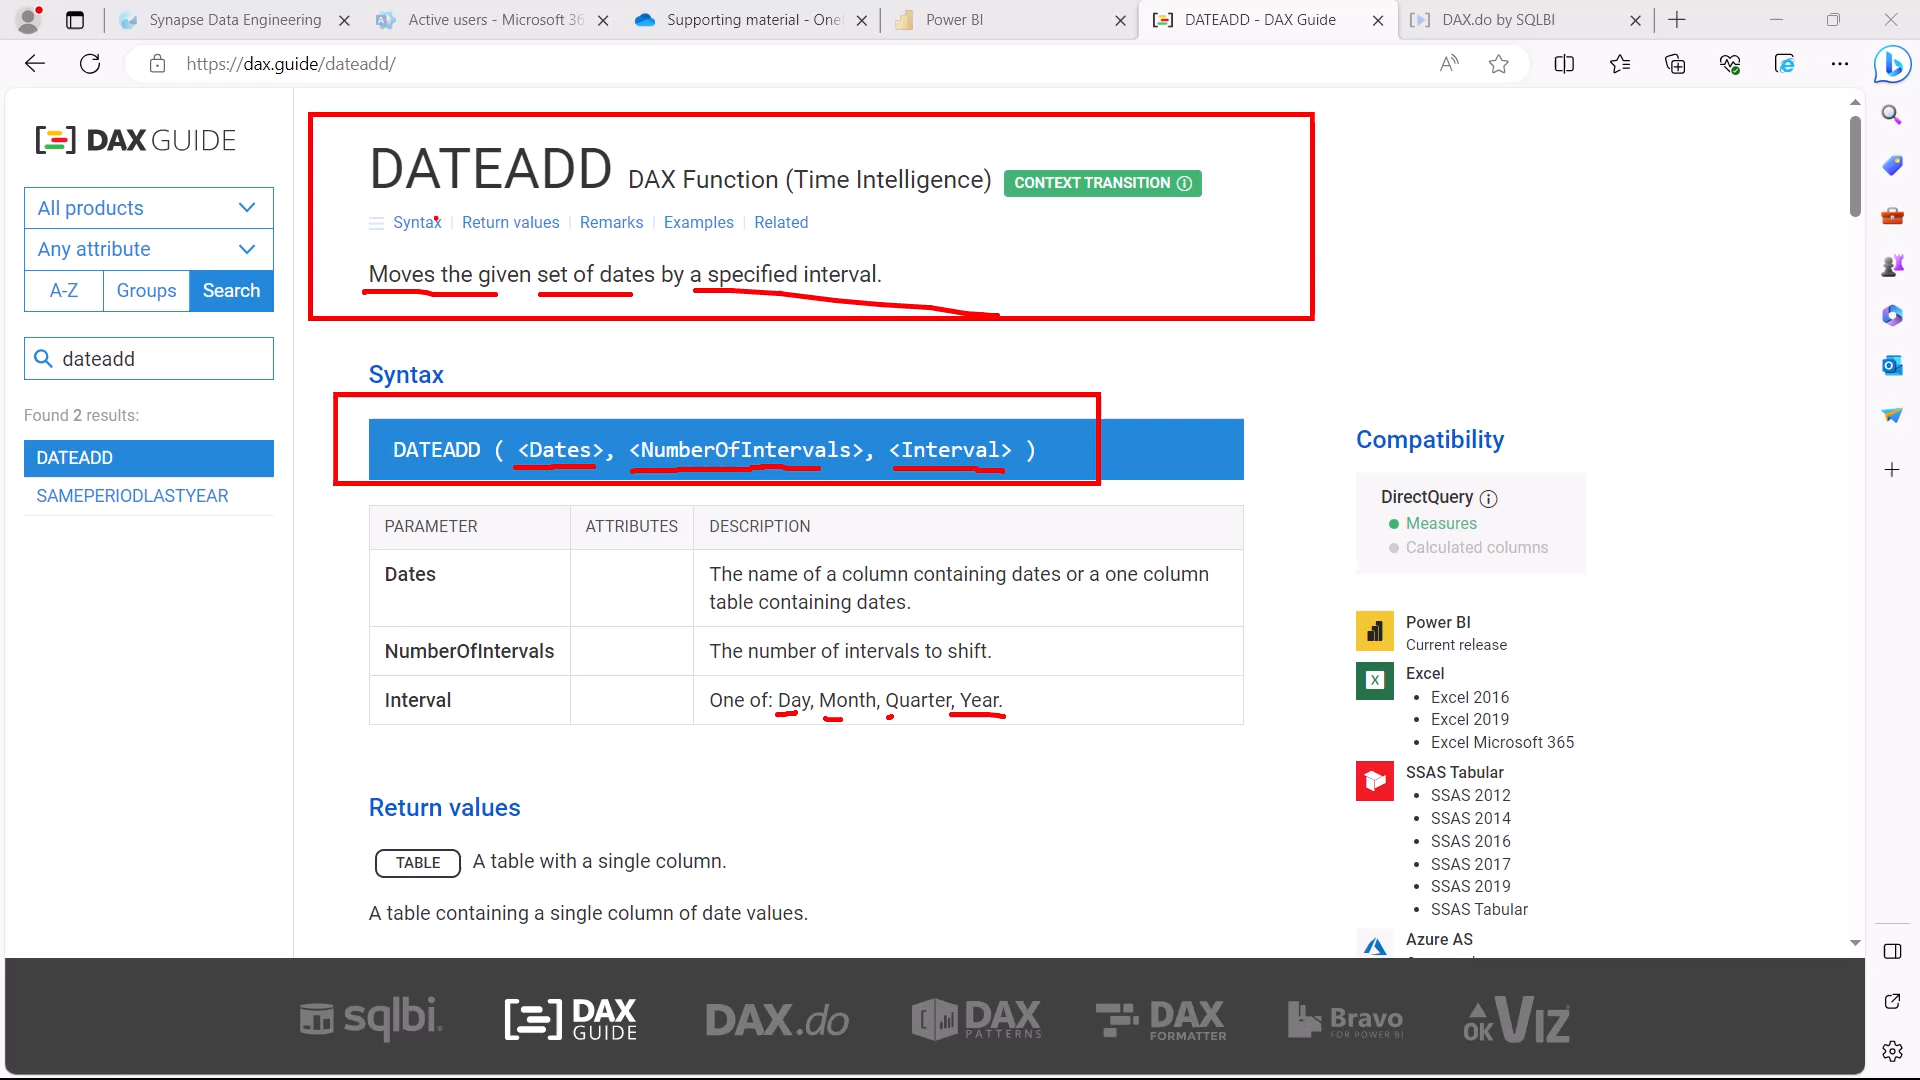 Synapse Data Engineering
Active users - Microsoft 36
Supporting material - One
Power BI
DATEADD - DAX Guide
DAX.do by SQLBI
https://dax.guide/dateadd/
DAX GUIDE
All products
Any attribute
A-Z
Groups
Search
dateadd
Found 2 results:
DATEADD
SAMEPERIODLASTYEAR
DATEADD DAX Function (Time Intelligence) CONTEXT TRANSITION
Syntax | Return values | Remarks | Examples | Related
Moves the given set of dates by a specified interval.
Syntax
DATEADD ( <Dates>, <NumberOfIntervals>, <Interval> )
PARAMETER ATTRIBUTES DESCRIPTION
Dates The name of a column containing dates or a one column
table containing dates.
NumberOfIntervals The number of intervals to shift.
Interval One of: Day, Month, Quarter, Year.
Return values
TABLE A table with a single column.
A table containing a single column of date values.
Compatibility
DirectQuery
Measures
Calculated columns
Power BI
Current release
Excel
Excel 2016
Excel 2019
Excel Microsoft 365
SSAS Tabular
SSAS 2012
SSAS 2014
SSAS 2016
SSAS 2017
SSAS 2019
SSAS Tabular
Azure AS
sqlbi.
DAX
GUIDE
DAX.do
DAX
PATTERNS
DAX
FORMATTER
Bravo
FOR POWER BI
OK VIZ